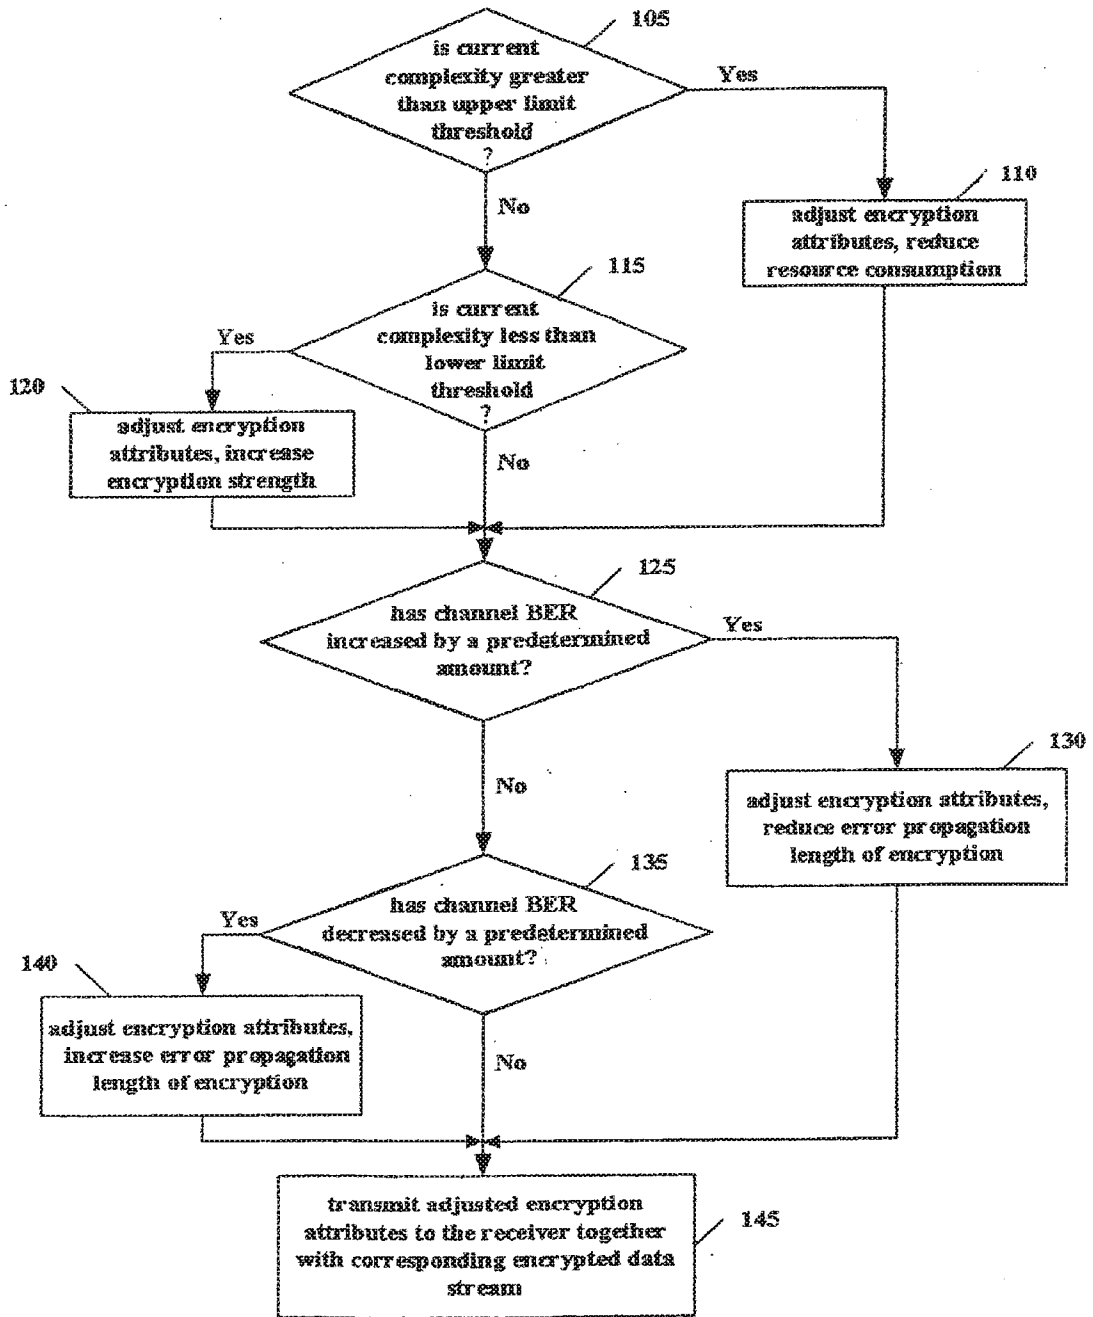 105
is current
complexity greater
than upper limit
threshold
?
Yes
No
110
adjust encryption
attributes, reduce
resource consumption
115
is current
complexity less than
lower limit
threshold
?
Yes
No
120
adjust encryption
attributes, increase
encryption strength
125
has channel BER
increased by a predetermined
amount?
Yes
No
130
adjust encryption attributes,
reduce error propagation
length of encryption
135
has channel BER
decreased by a predetermined
amount?
Yes
No
140
adjust encryption attributes,
increase error propagation
length of encryption
transmit adjusted encryption
attributes to the receiver together
with corresponding encrypted data
stream
145